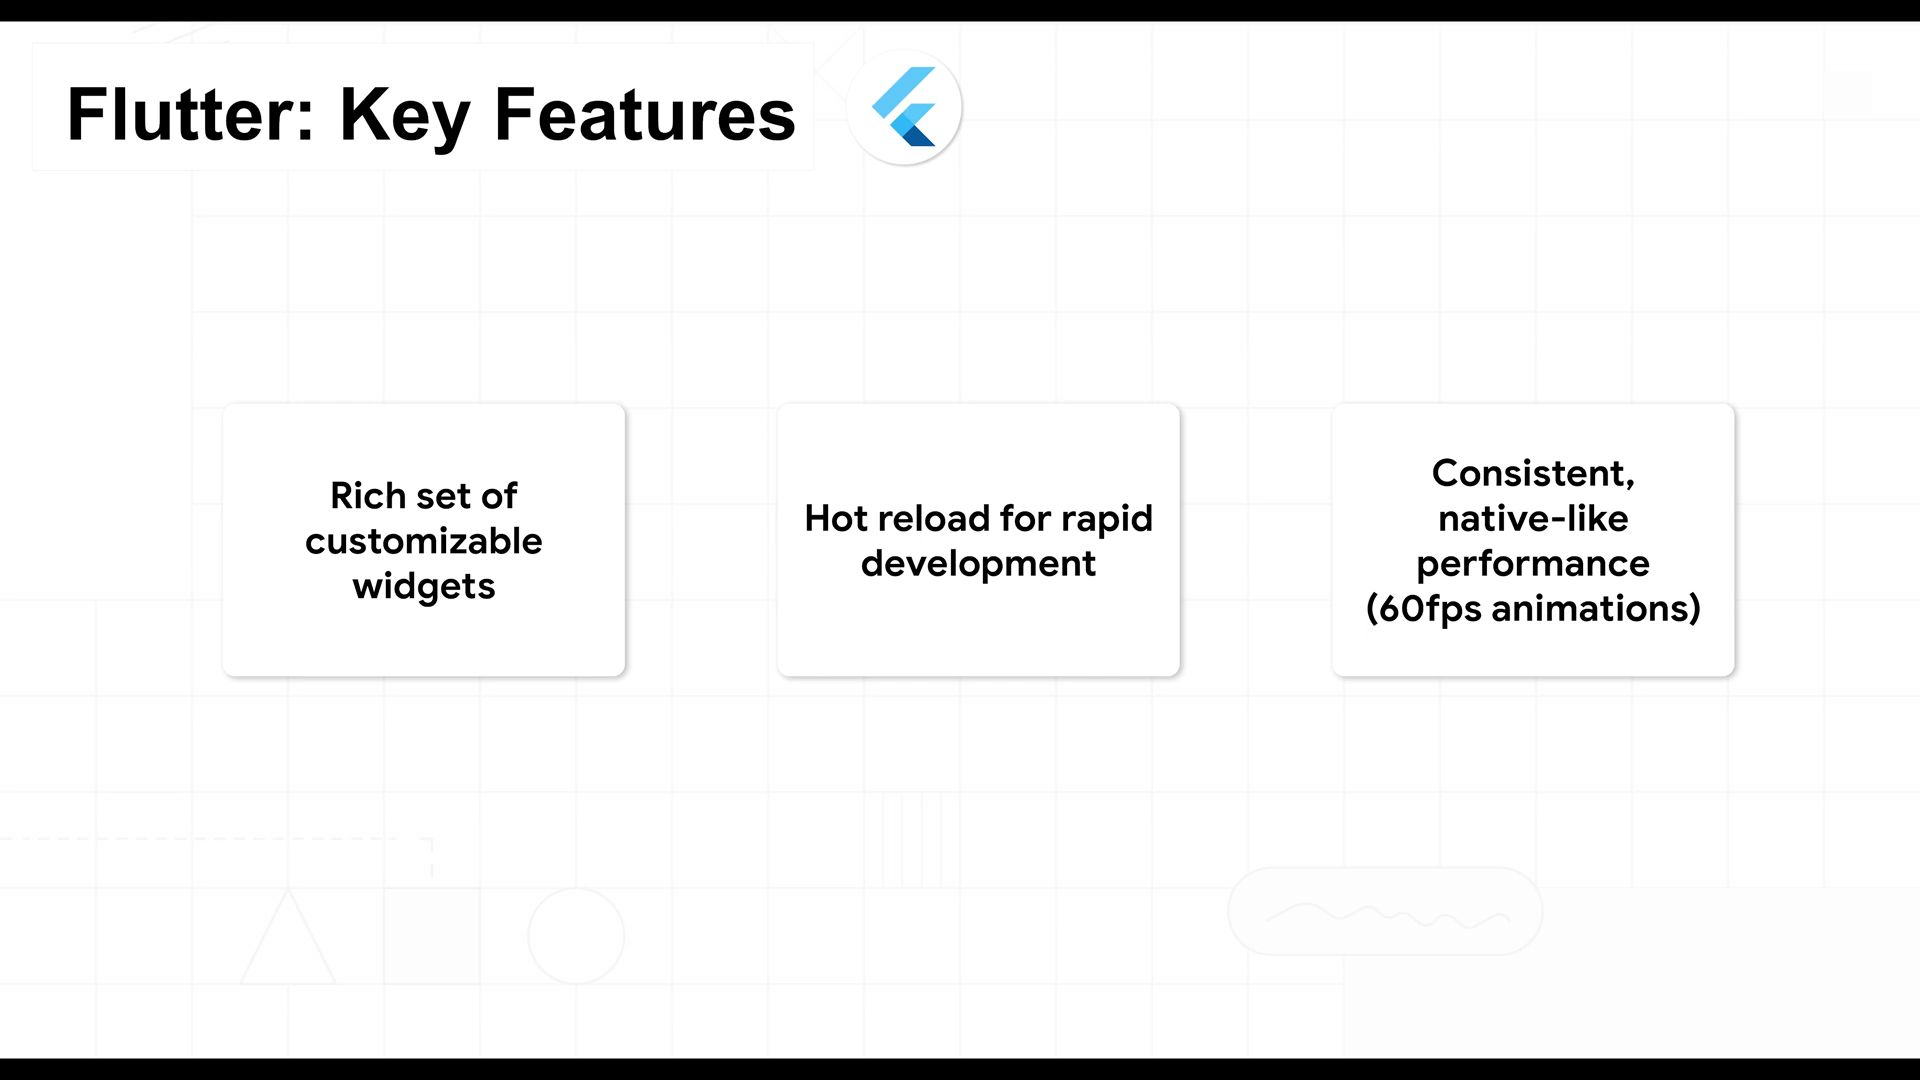 Flutter: Key Features
Rich set of
customizable
widgets
Hot reload for rapid
development
Consistent,
native-like
performance
(60fps animations)